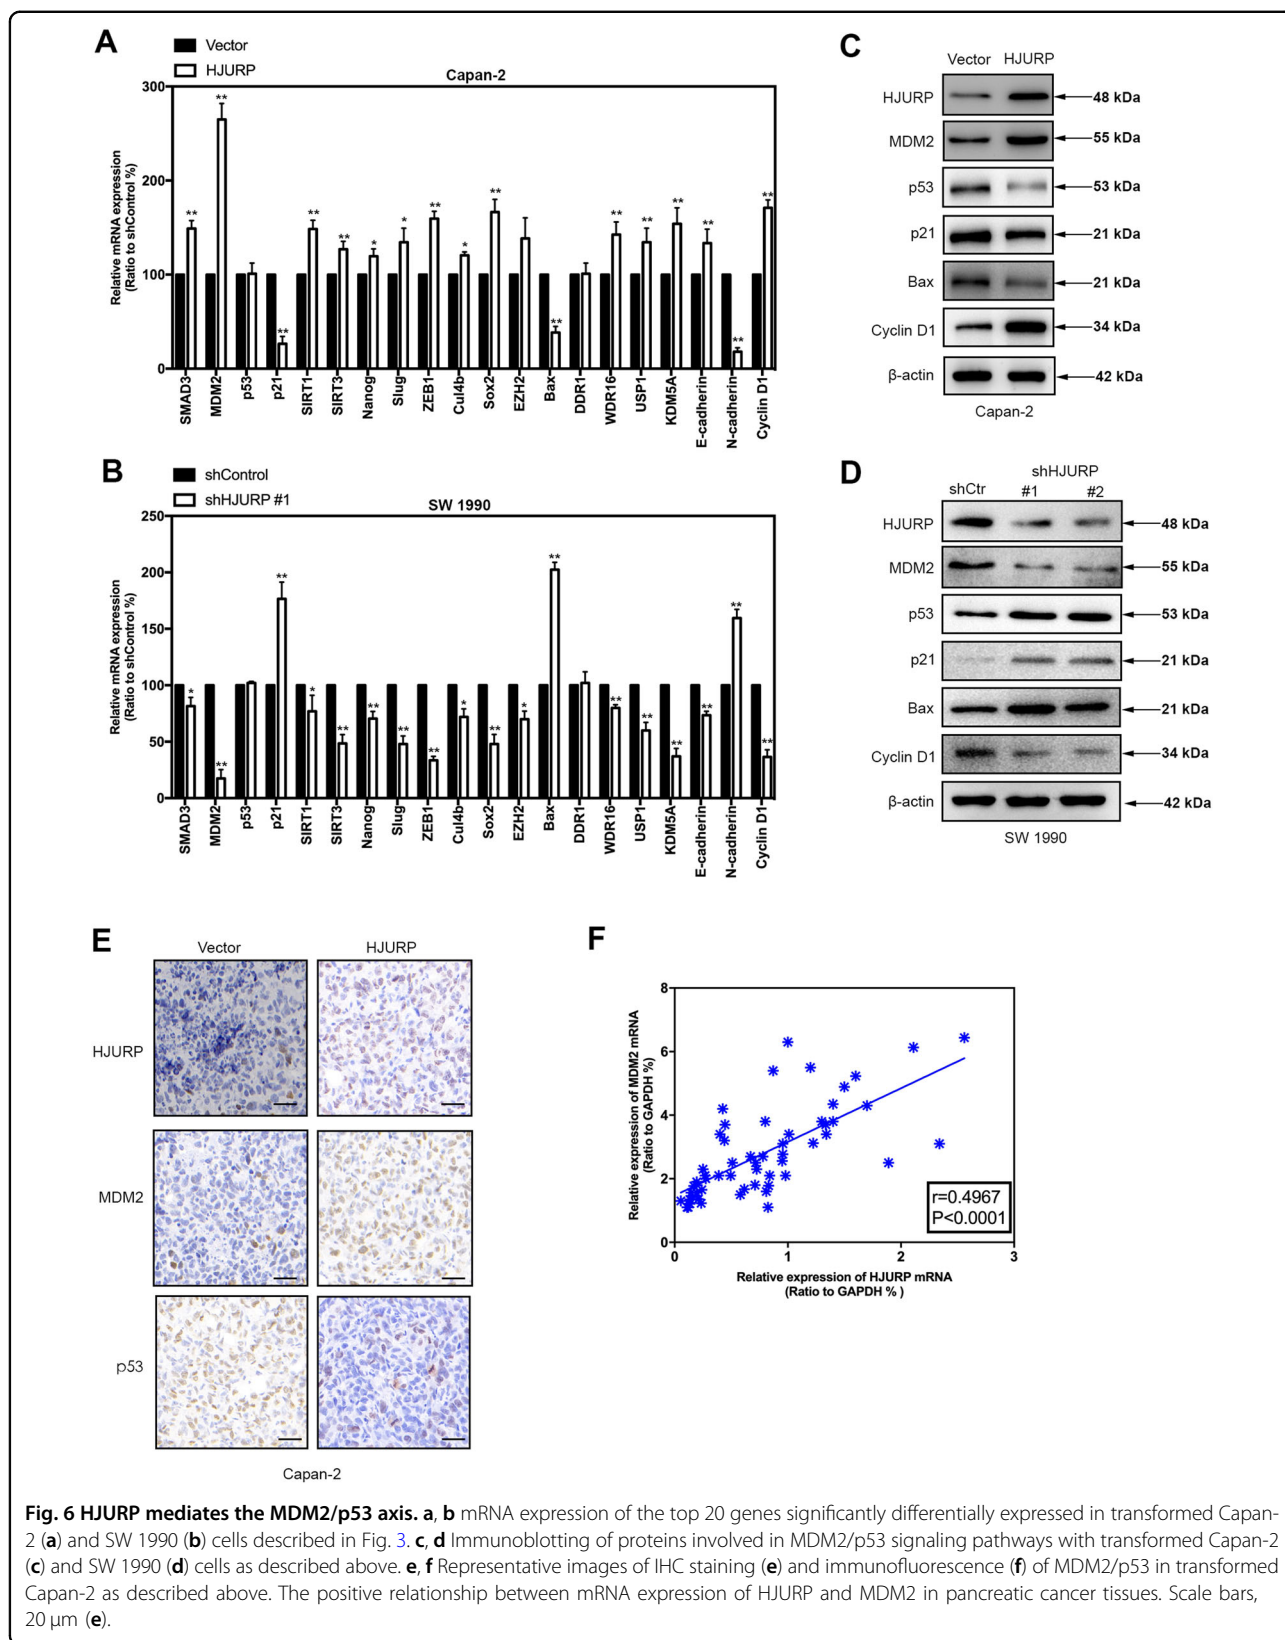 A
Vector
HJURP
Capan-2
Relative mRNA expression
(Ratio to shControl %)
300
200
100
0
** ** ** ** ** * * ** * ** ** ** ** ** ** ** **
SMAD3 MDM2 p53 p21 SIRT1 SIRT3 Nanog Slug ZEB1 Cul4b Sox2 EZH2 Bax DDR1 WDR16 USP1 KDM5A E-cadherin N-cadherin Cyclin D1
B
shControl
shHJURP #1
SW 1990
Relative mRNA expression
(Ratio to shControl %)
250
200
150
100
50
0
* ** ** * ** ** ** ** * ** * ** ** ** ** ** ** **
SMAD3 MDM2 p53 p21 SIRT1 SIRT3 Nanog Slug ZEB1 Cul4b Sox2 EZH2 Bax DDR1 WDR16 USP1 KDM5A E-cadherin N-cadherin Cyclin D1
C
Vector HJURP
HJURP 48 kDa
MDM2 55 kDa
p53 53 kDa
p21 21 kDa
Bax 21 kDa
Cyclin D1 34 kDa
β-actin 42 kDa
Capan-2
D
shHJURP
shCtr #1 #2
HJURP 48 kDa
MDM2 55 kDa
p53 53 kDa
p21 21 kDa
Bax 21 kDa
Cyclin D1 34 kDa
β-actin 42 kDa
SW 1990
E
Vector HJURP
HJURP
MDM2
p53
Capan-2
F
Relative expression of MDM2 mRNA
(Ratio to GAPDH %)
8
6
4
2
0
r=0.4967
P<0.0001
0 1 2 3
Relative expression of HJURP mRNA
(Ratio to GAPDH % )
Fig. 6 HJURP mediates the MDM2/p53 axis. a, b mRNA expression of the top 20 genes significantly differentially expressed in transformed Capan-
2 (a) and SW 1990 (b) cells described in Fig. 3. c, d Immunoblotting of proteins involved in MDM2/p53 signaling pathways with transformed Capan-2
(c) and SW 1990 (d) cells as described above. e, f Representative images of IHC staining (e) and immunofluorescence (f) of MDM2/p53 in transformed
Capan-2 as described above. The positive relationship between mRNA expression of HJURP and MDM2 in pancreatic cancer tissues. Scale bars,
20 μm (e).